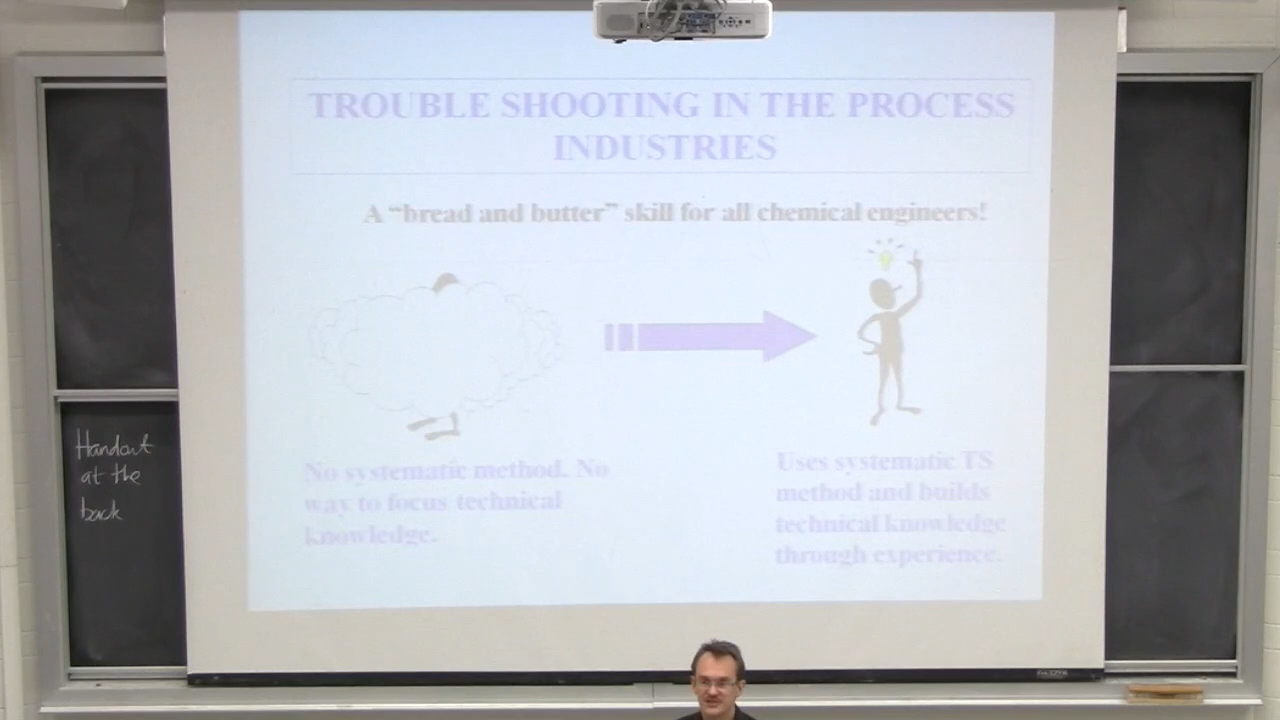 TROUBLE SHOOTING IN THE PROCESS
INDUSTRIES
A “bread and butter” skill for all chemical engineers!
No systematic method. No
way to focus technical
knowledge.
Uses systematic TS
method and builds
technical knowledge
through experience.
Handout
at the
back